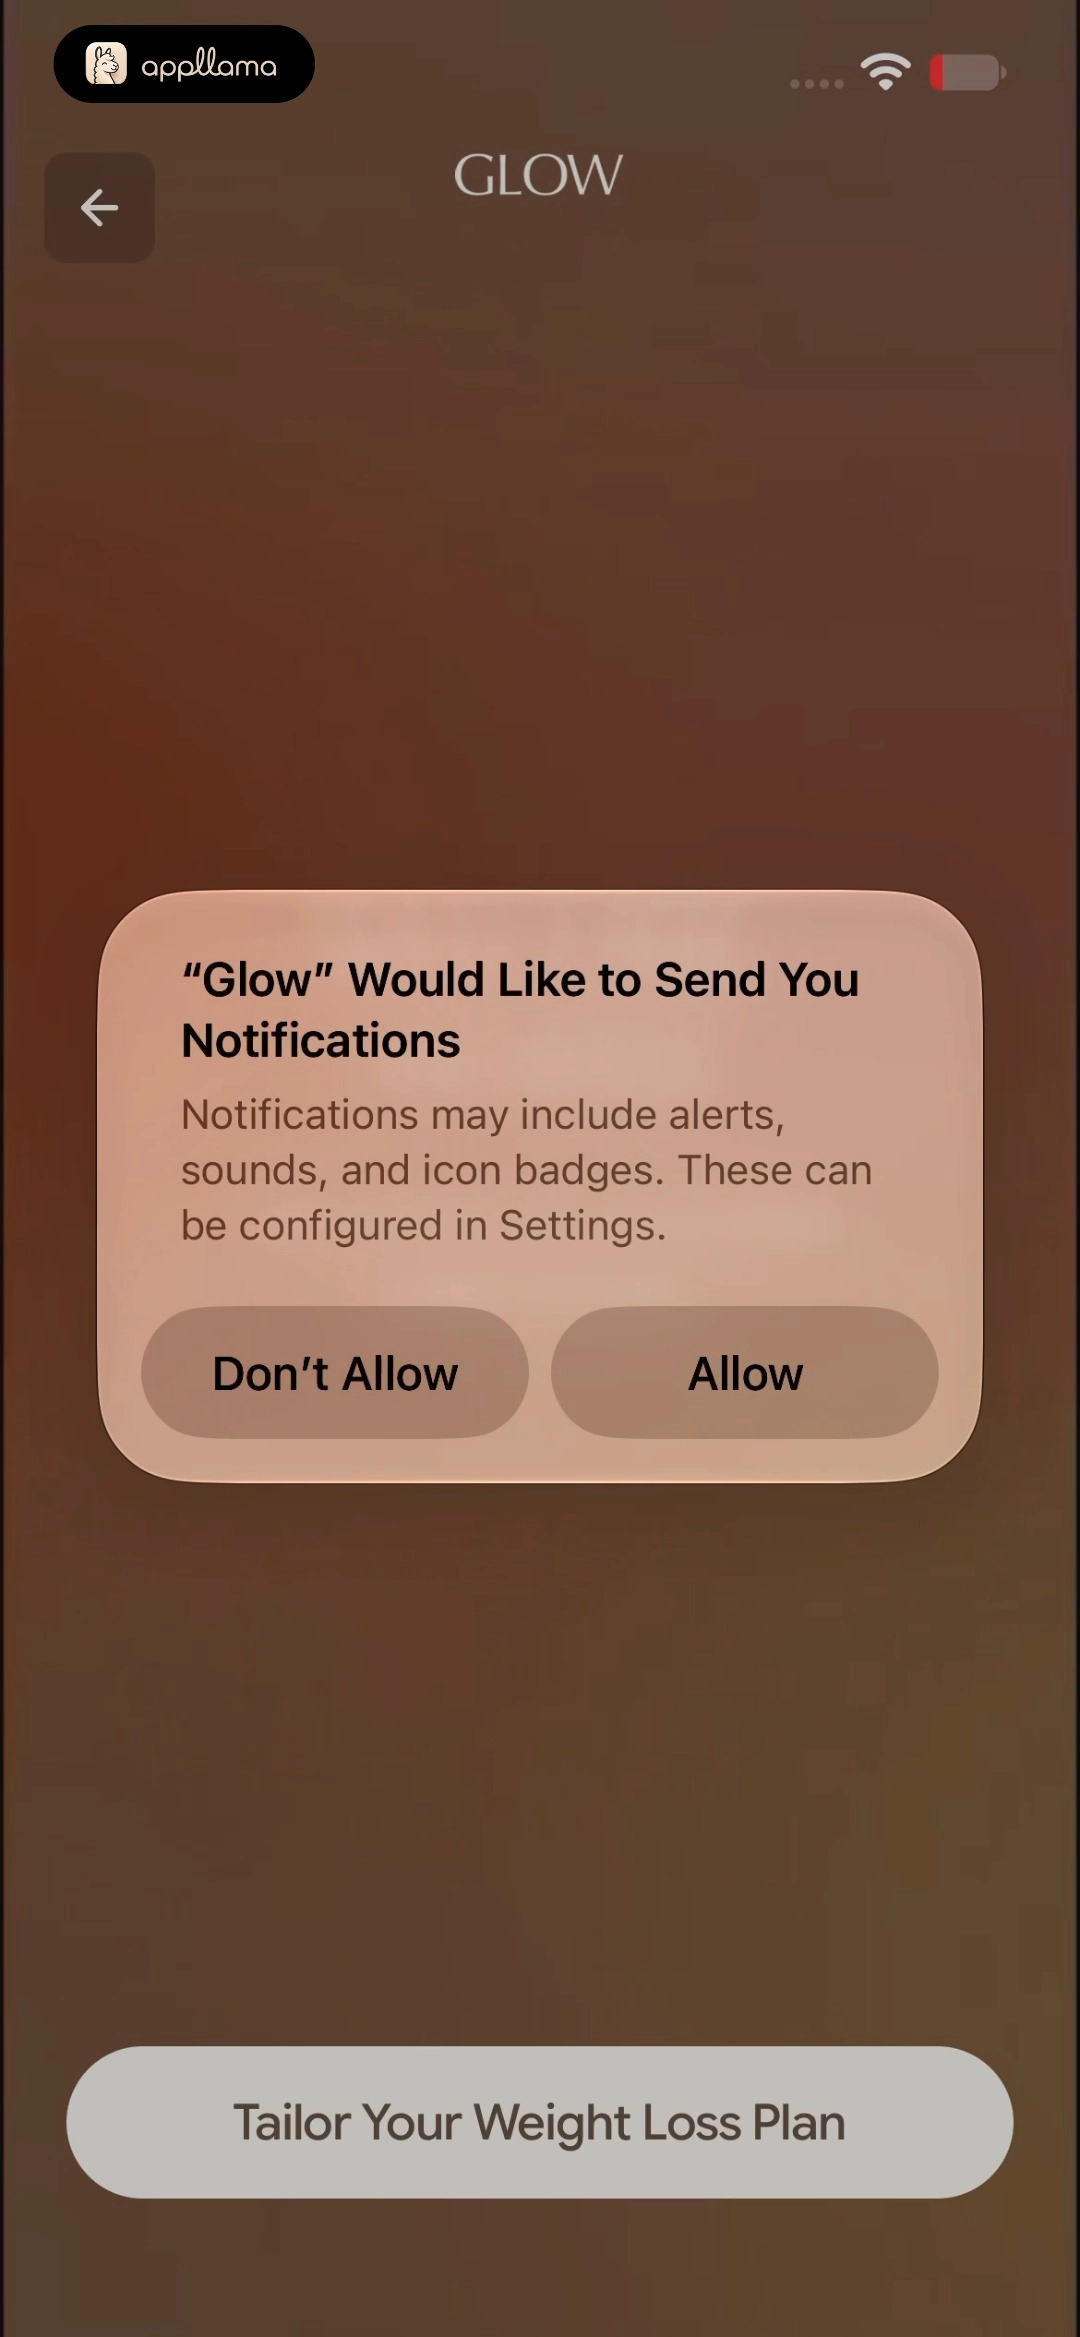 appllama
GLOW
“Glow” Would Like to Send You
Notifications
Notifications may include alerts,
sounds, and icon badges. These can
be configured in Settings.
Don’t Allow
Allow
Tailor Your Weight Loss Plan